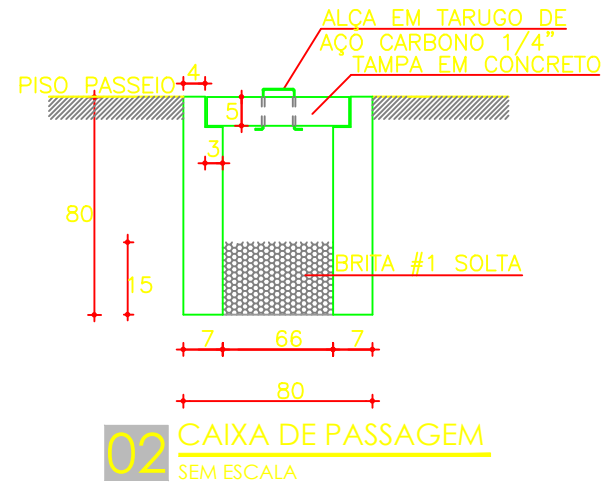 ALÇA EM TARUGO DE
AÇO CARBONO 1/4"
TAMPA EM CONCRETO
PISO PASSEIO
4
5
3
80
15
BRITA #1 SOLTA
7 66 7
80
02 CAIXA DE PASSAGEM
SEM ESCALA